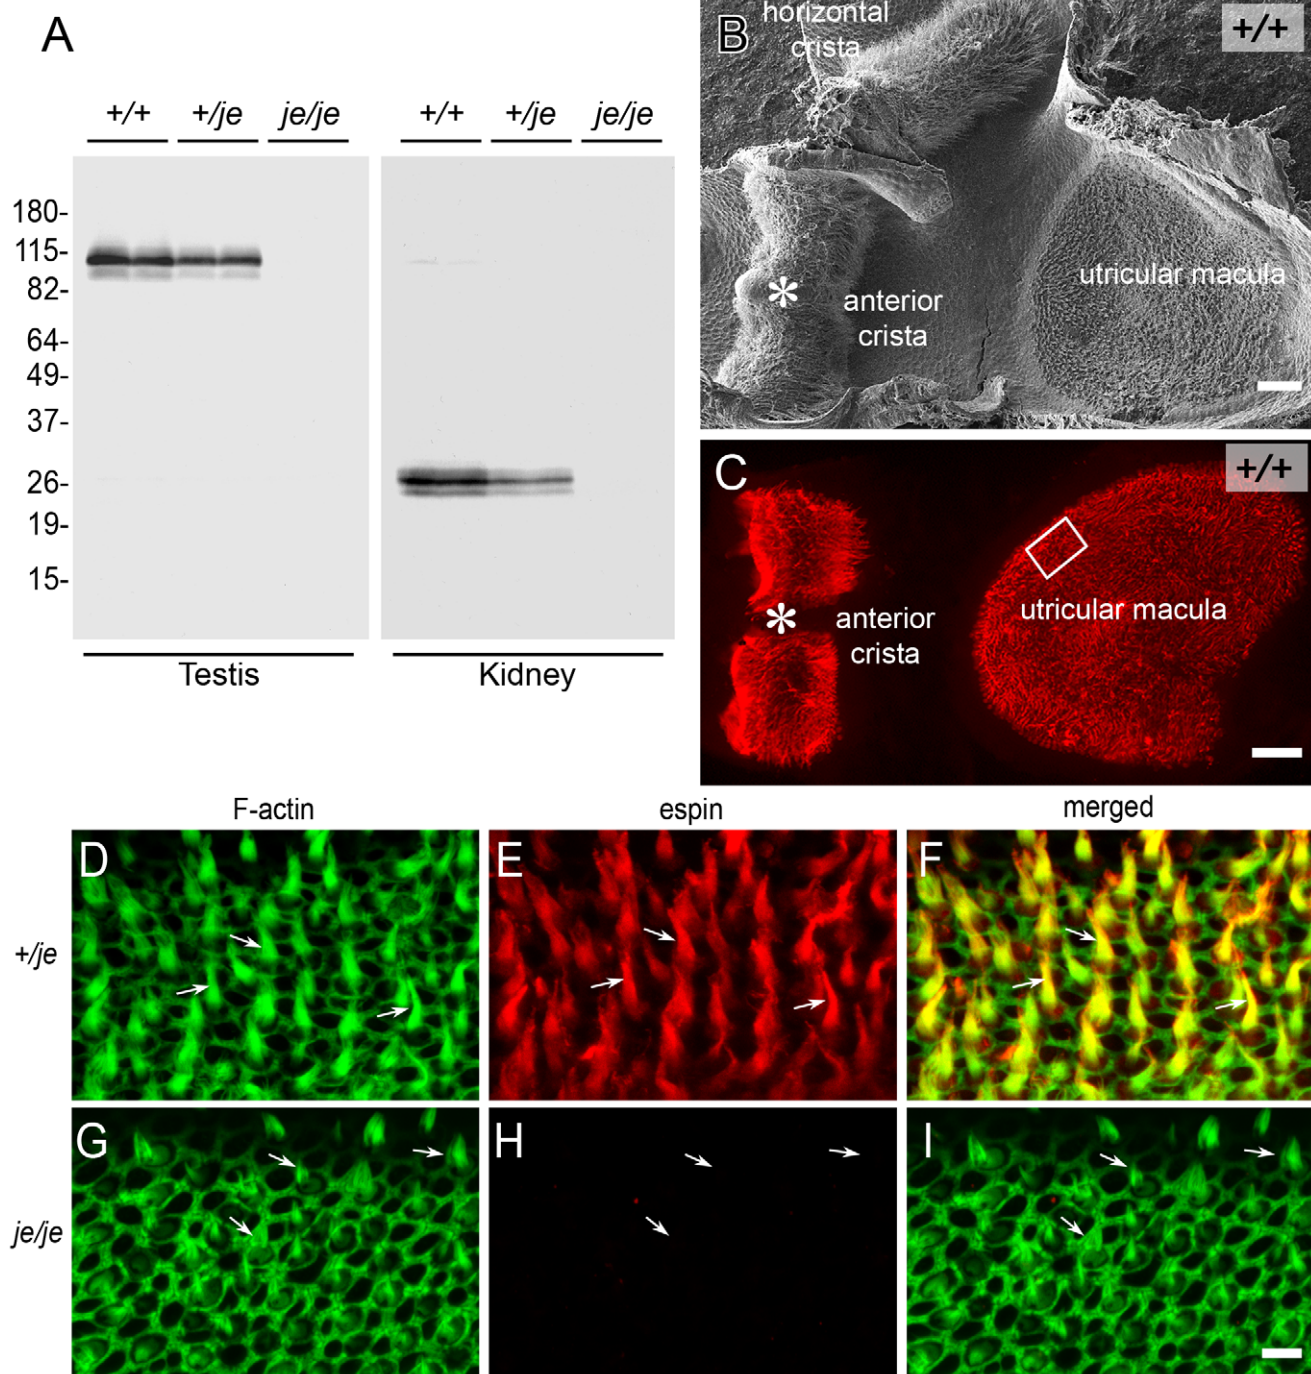 A
+/+ +/je je/je +/+ +/je je/je
180-
115-
82-
64-
49-
37-
26-
19-
15-
Testis Kidney
B
horizontal
crista
+/+
utricular macula
*
anterior
crista
C
+/+
utricular macula
*
anterior
crista
F-actin espin merged
D E F
+/je
G H I
je/je